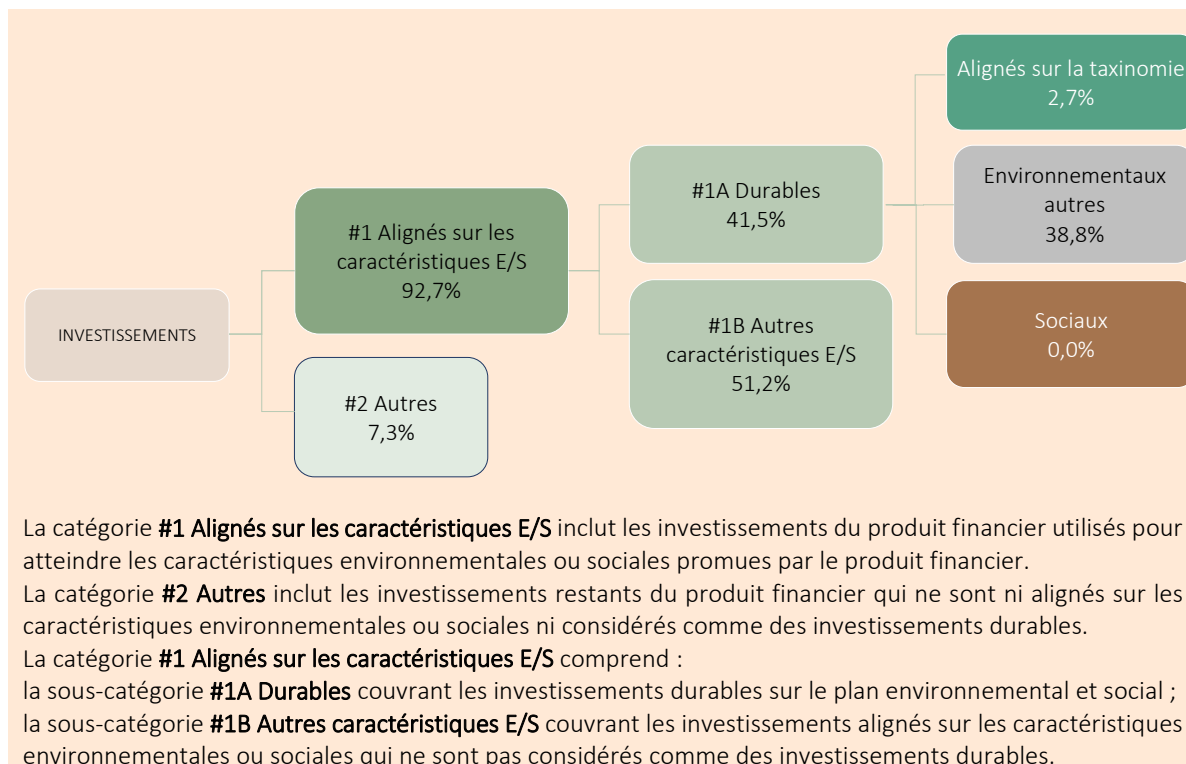 Alignés sur la taxinomie
2,7%
Environnementaux
autres
38,8%
#1A Durables
41,5%
#1 Alignés sur les
caractéristiques E/S
92,7%
#1B Autres
caractéristiques E/S
51,2%
Sociaux
0,0%
INVESTISSEMENTS
#2 Autres
7,3%
La catégorie #1 Alignés sur les caractéristiques E/S inclut les investissements du produit financier utilisés pour
atteindre les caractéristiques environnementales ou sociales promues par le produit financier.
La catégorie #2 Autres inclut les investissements restants du produit financier qui ne sont ni alignés sur les
caractéristiques environnementales ou sociales ni considérés comme des investissements durables.
La catégorie #1 Alignés sur les caractéristiques E/S comprend :
la sous-catégorie #1A Durables couvrant les investissements durables sur le plan environnemental et social ;
la sous-catégorie #1B Autres caractéristiques E/S couvrant les investissements alignés sur les caractéristiques
environnementales ou sociales qui ne sont pas considérés comme des investissements durables.